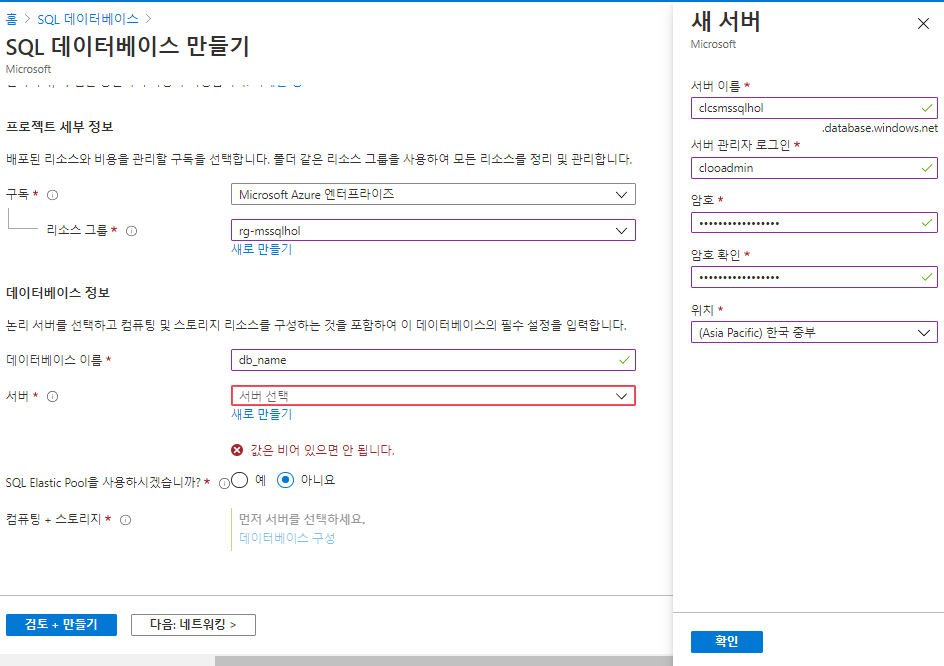 홈 > SQL 데이터베이스 >
SQL 데이터베이스 만들기
Microsoft
프로젝트 세부 정보
배포된 리소스와 비용을 관리할 구독을 선택합니다. 폴더 같은 리소스 그룹을 사용하여 모든 리소스를 정리 및 관리합니다.
구독 *
Microsoft Azure 엔터프라이즈
리소스 그룹 *
rg-mssqlhol
새로 만들기
데이터베이스 정보
논리 서버를 선택하고 컴퓨팅 및 스토리지 리소스를 구성하는 것을 포함하여 이 데이터베이스의 필수 설정을 입력합니다.
데이터베이스 이름 *
db_name
서버 *
서버 선택
새로 만들기
값은 비어 있으면 안 됩니다.
SQL Elastic Pool을 사용하시겠습니까? *
예
아니요
컴퓨팅 + 스토리지 *
먼저 서버를 선택하세요.
데이터베이스 구성
검토 + 만들기
다음: 네트워킹 >
새 서버
Microsoft
서버 이름 *
clcsmssqlhol
.database.windows.net
서버 관리자 로그인 *
clooadmin
암호 *
•••••••••••••••••
암호 확인 *
•••••••••••••••••
위치 *
(Asia Pacific) 한국 중부
확인